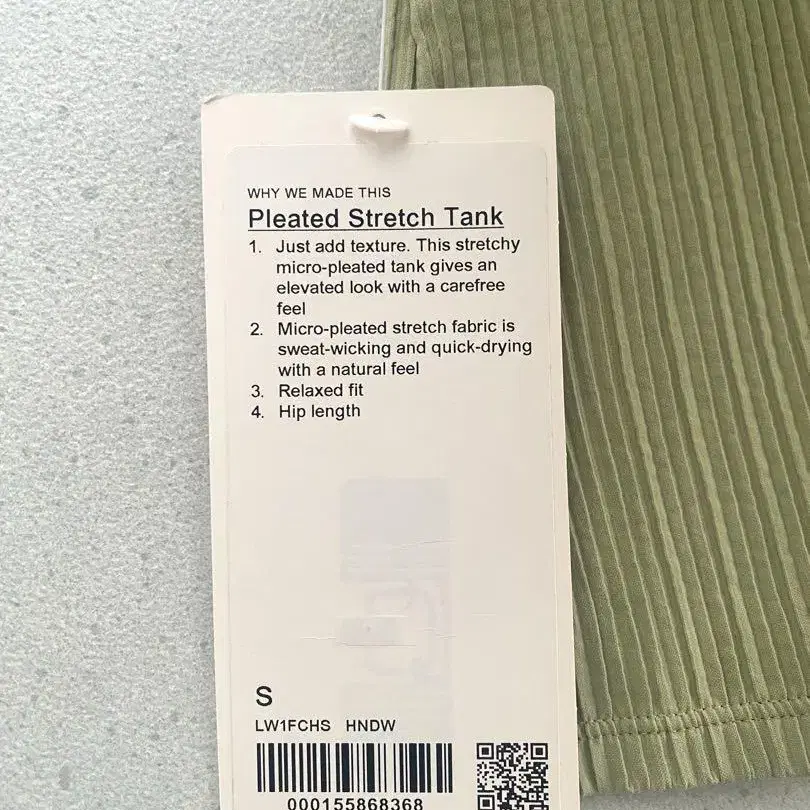 WHY WE MADE THIS
Pleated Stretch Tank
1. Just add texture. This stretchy
micro-pleated tank gives an
elevated look with a carefree
feel
2. Micro-pleated stretch fabric is
sweat-wicking and quick-drying
with a natural feel
3. Relaxed fit
4. Hip length
S
LW1FCHS HNDW
000155868368